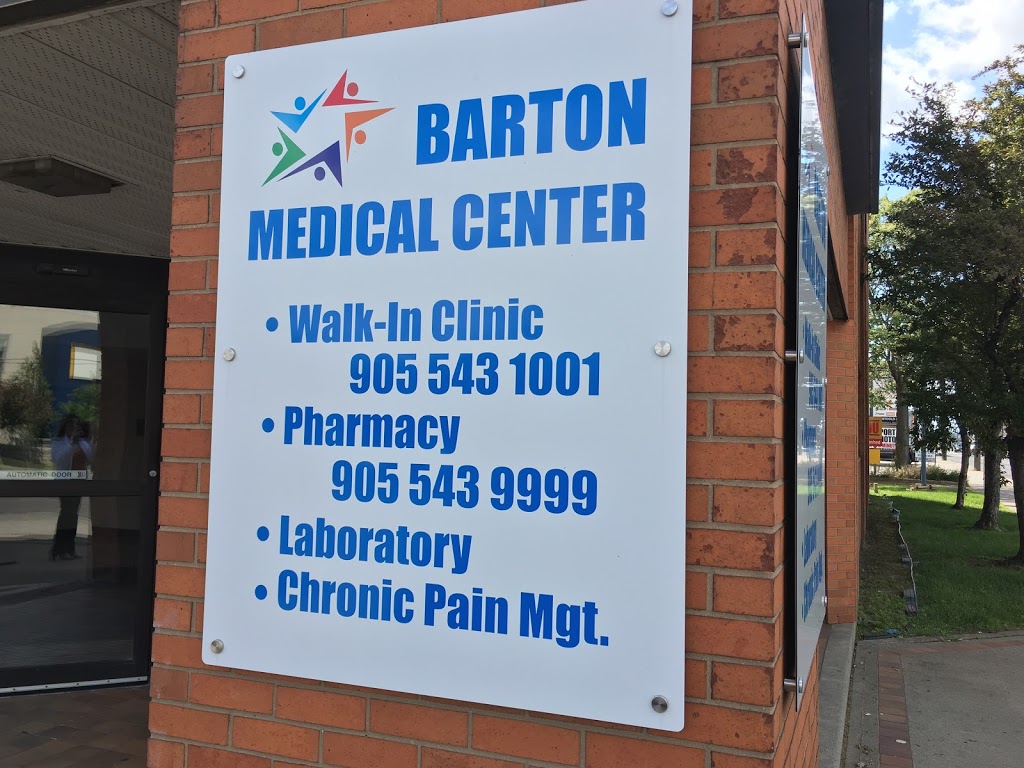 BARTON
MEDICAL CENTER
• Walk-In Clinic
905 543 1001
• Pharmacy
905 543 9999
• Laboratory
• Chronic Pain Mgt.
AUTOMATIC DOOR